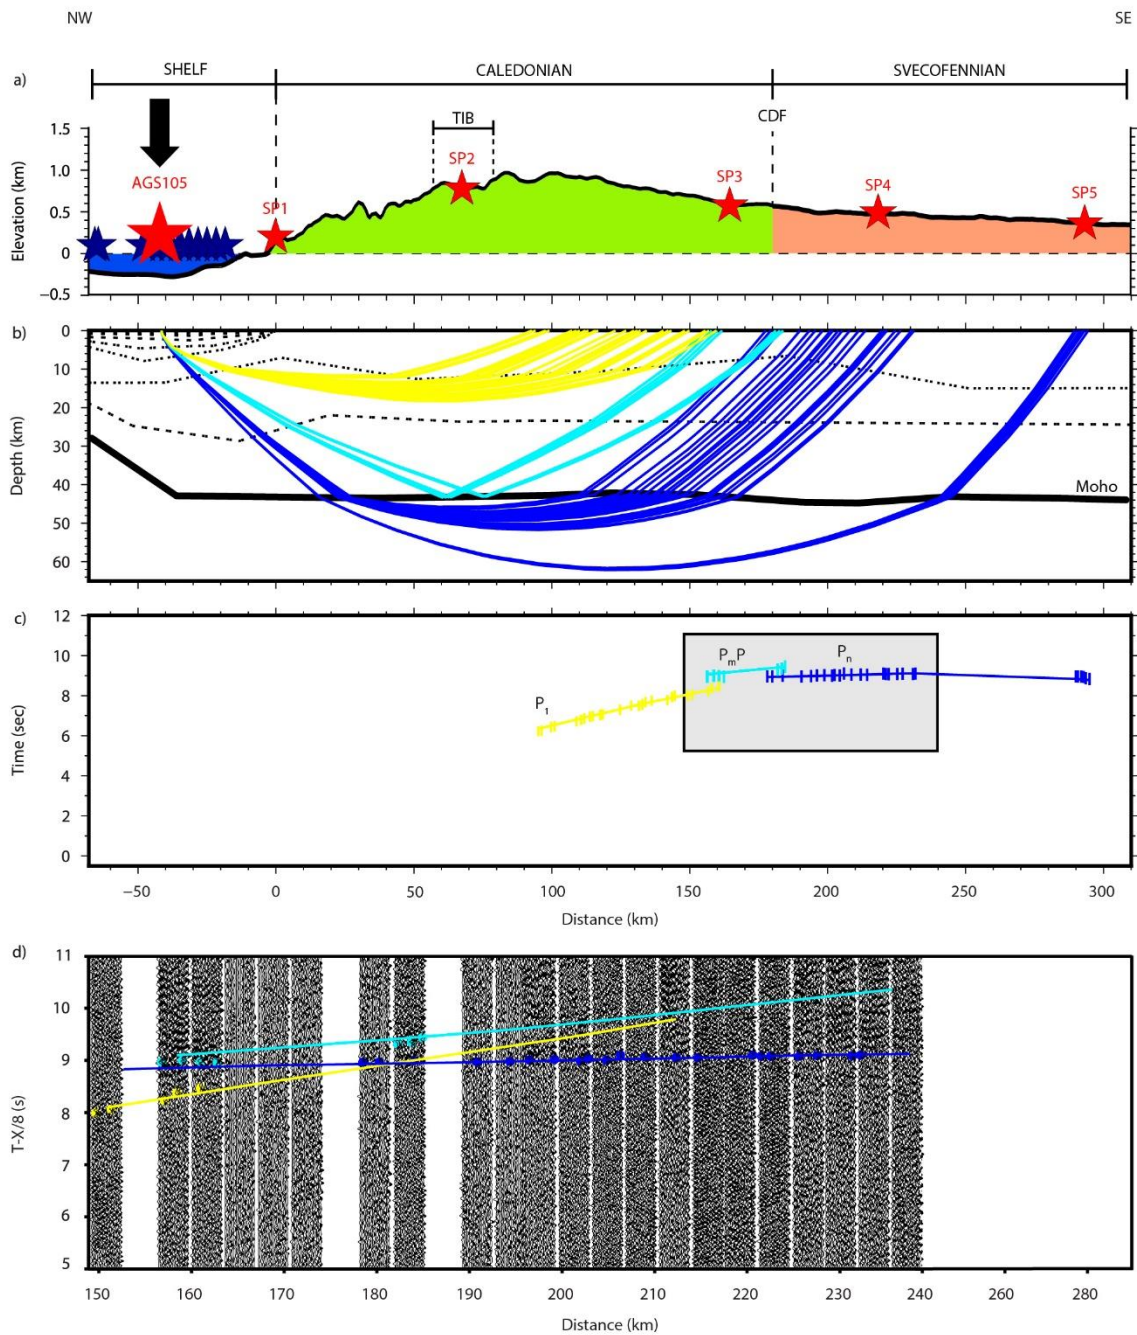 NW SE
a) SHELF CALEDONIAN SVECOFENNIAN
TIB CDF
AGS105 SP1 SP2 SP3 SP4 SP5
Elevation (km)
1.5
1.0
0.5
0
−0.5
b)
Depth (km)
0
10
20
30
40
50
60
Moho
c)
Time (sec)
12
10
8
6
4
2
0
P1 PmP Pn
−50 0 50 100 150 200 250 300
Distance (km)
d)
T-X/8 (s)
11
10
9
8
7
6
5
150 160 170 180 190 200 210 220 230 240 260 280
Distance (km)